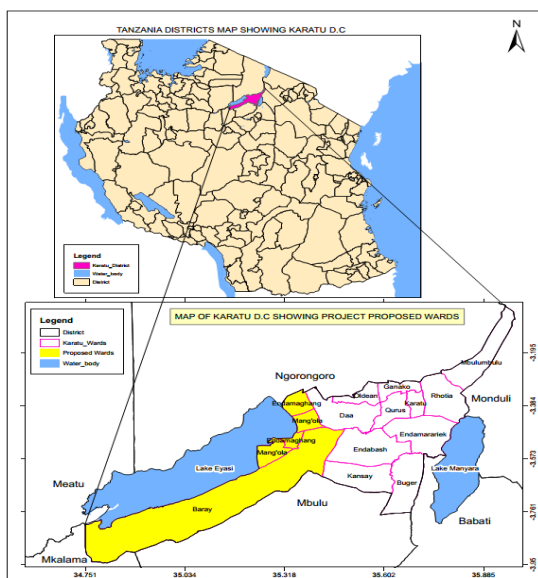 TANZANIA DISTRICTS MAP SHOWING KARATU D.C
N
Legend
Karatu_District
Water_body
District
MAP OF KARATU D.C SHOWING PROJECT PROPOSED WARDS
Legend
District
Karatu_Wards
Proposed Wards
Water_body
Mbulumbulu
Ngorongoro
Ganako
Oldean
Rhotia
Monduli
Endamaghang
Karatu
Qurus
Daa
Mang'ola
Endamarariek
Endamaghang
Endabash
Mang'ola
Lake Eyasi
Lake Manyara
Kansay
Buger
Meatu
Baray
Mbulu
Babati
Mkalama
-3.195
-3.384
-3.573
-3.761
-3.95
34.751
35.034
35.318
35.602
35.885